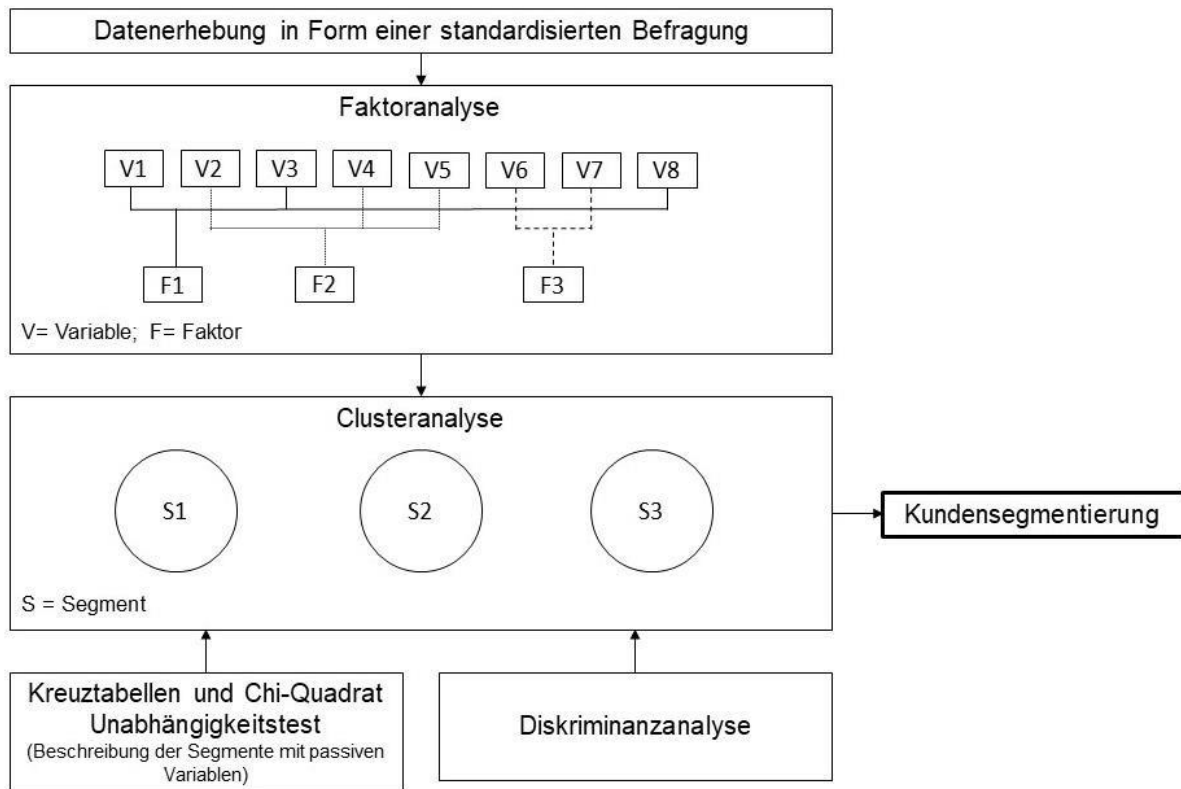 Datenerhebung in Form einer standardisierten Befragung
Faktoranalyse
V1 V2 V3 V4 V5 V6 V7 V8
F1 F2 F3
V= Variable; F= Faktor
Clusteranalyse
S1 S2 S3
Kundensegmentierung
S = Segment
Kreuztabellen und Chi-Quadrat
Unabhängigkeitstest
(Beschreibung der Segmente mit passiven
Variablen)
Diskriminanzanalyse